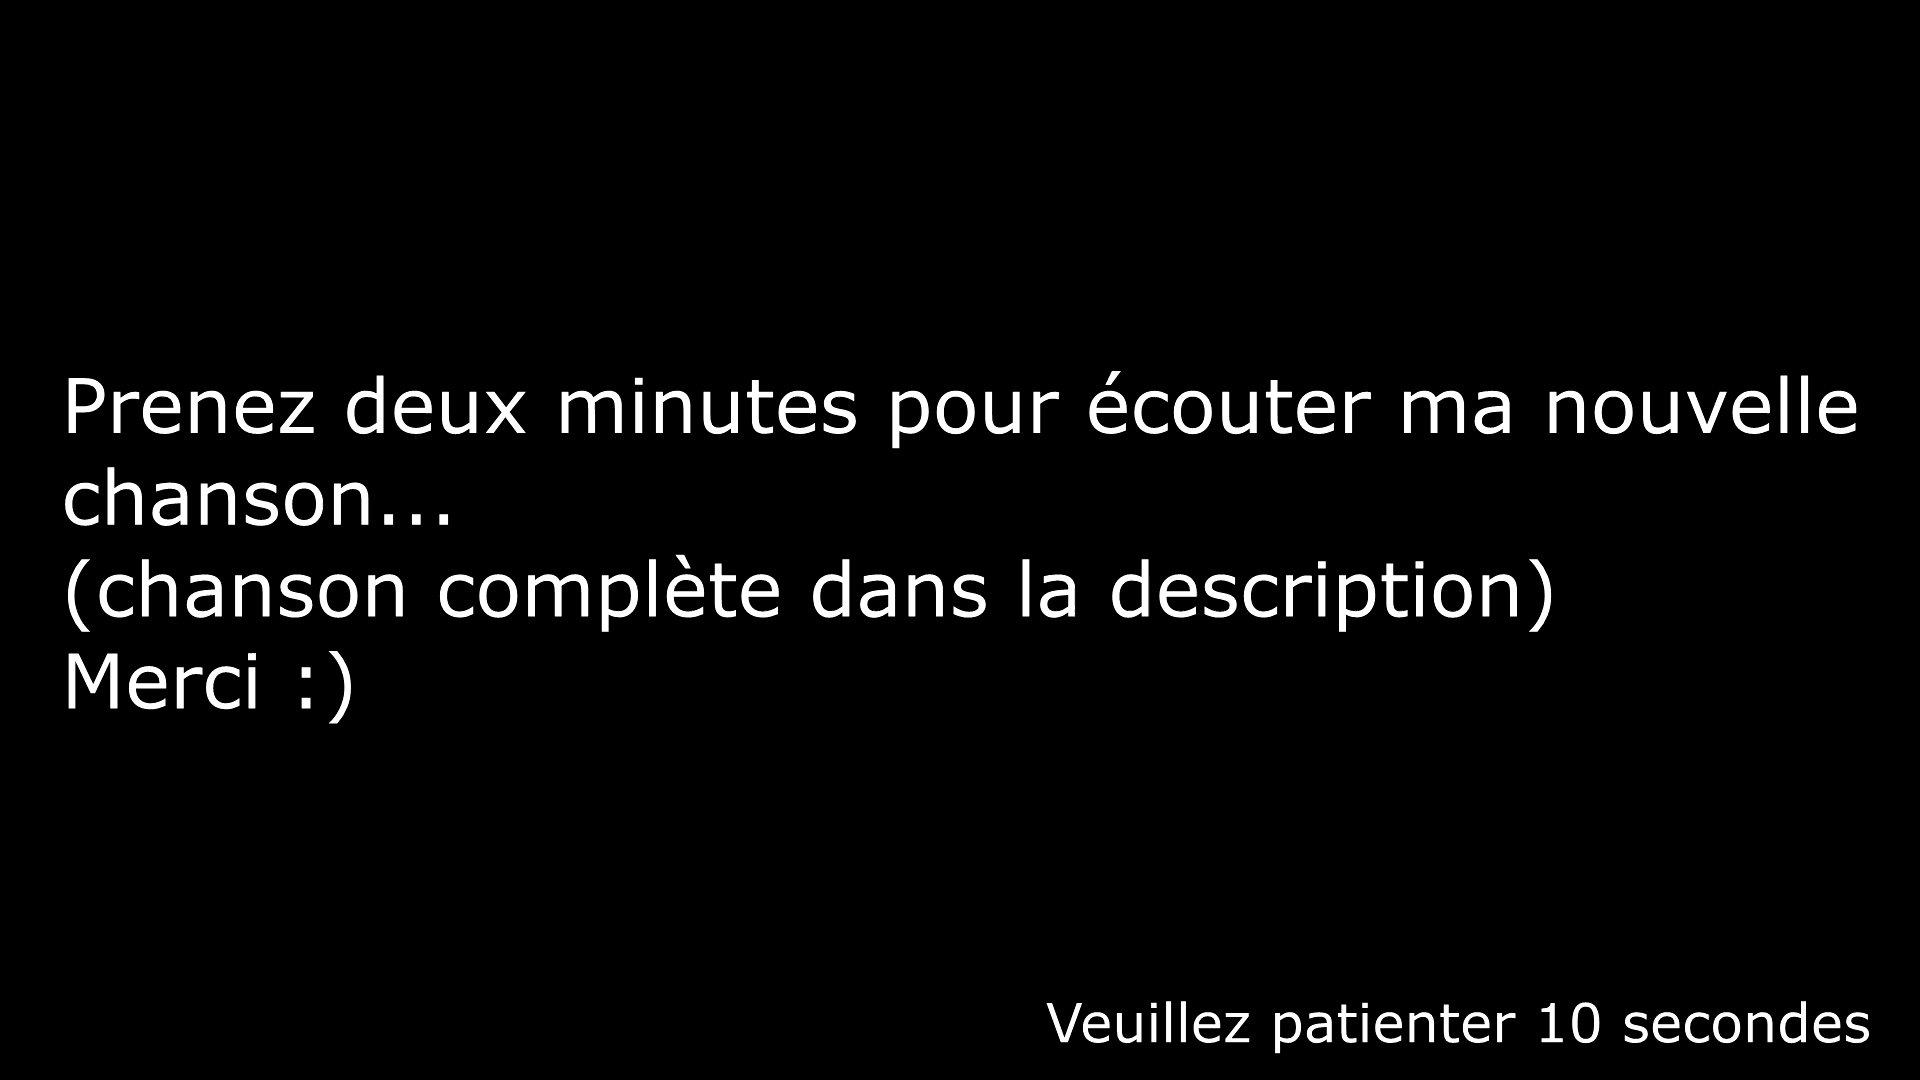 Prenez deux minutes pour écouter ma nouvelle
chanson...
(chanson complète dans la description)
Merci :)
Veuillez patienter 10 secondes